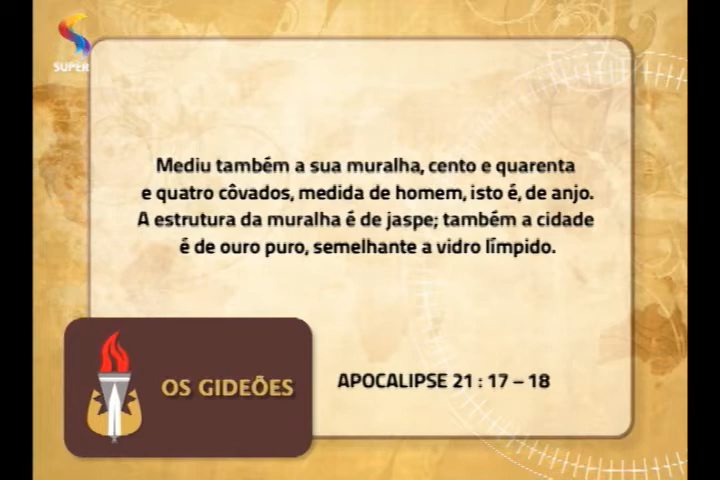 SUPER
Mediu também a sua muralha, cento e quarenta
e quatro côvados, medida de homem, isto é, de anjo.
A estrutura da muralha é de jaspe; também a cidade
é de ouro puro, semelhante a vidro límpido.
OS GIDEÕES
APOCALIPSE 21 : 17 – 18